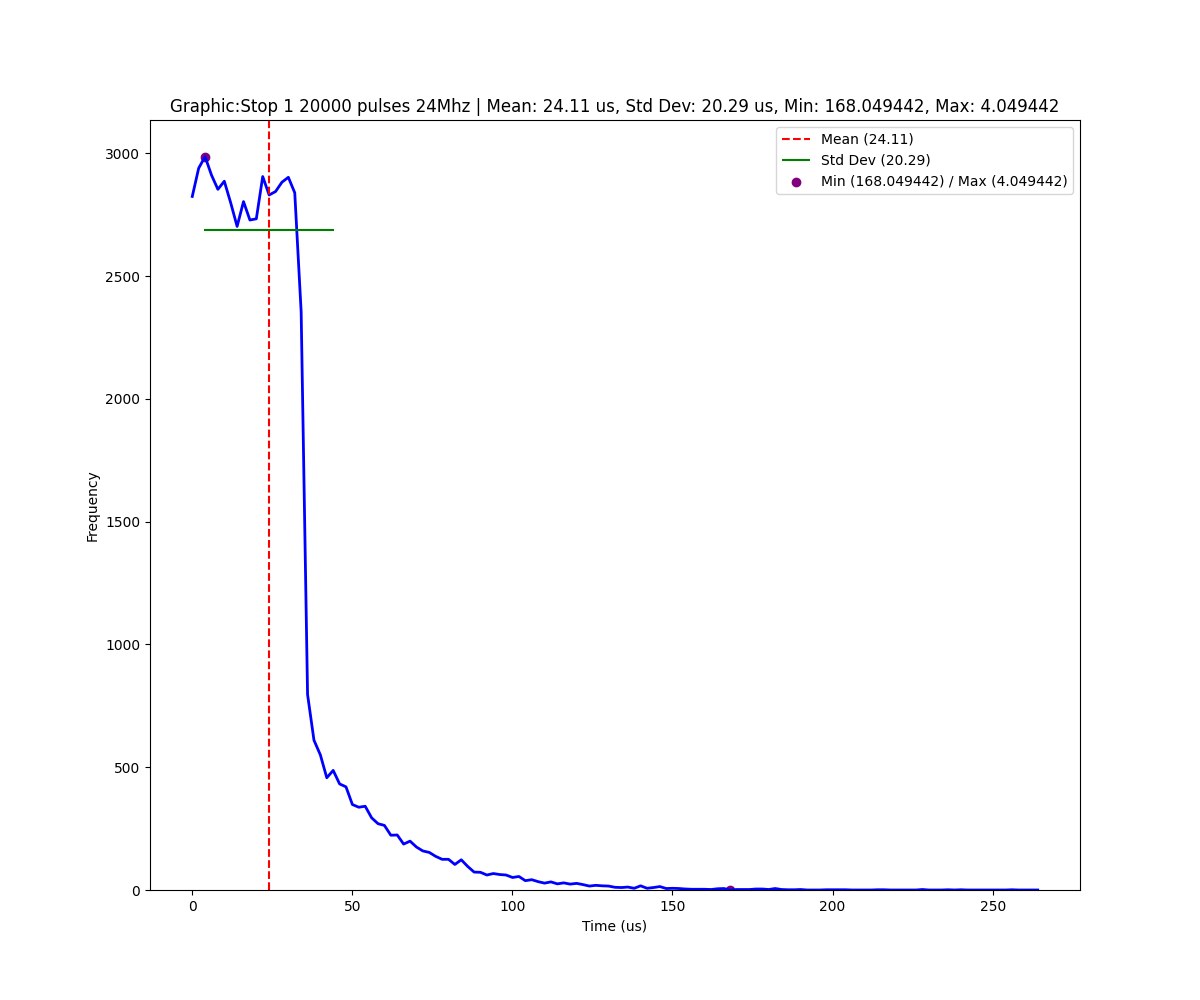 Graphic:Stop 1 20000 pulses 24Mhz | Mean: 24.11 us, Std Dev: 20.29 us, Min: 168.049442, Max: 4.049442
Mean (24.11)
Std Dev (20.29)
Min (168.049442) / Max (4.049442)
3000
2500
2000
1500
1000
500
0
Frequency
0
50
100
150
200
250
Time (us)